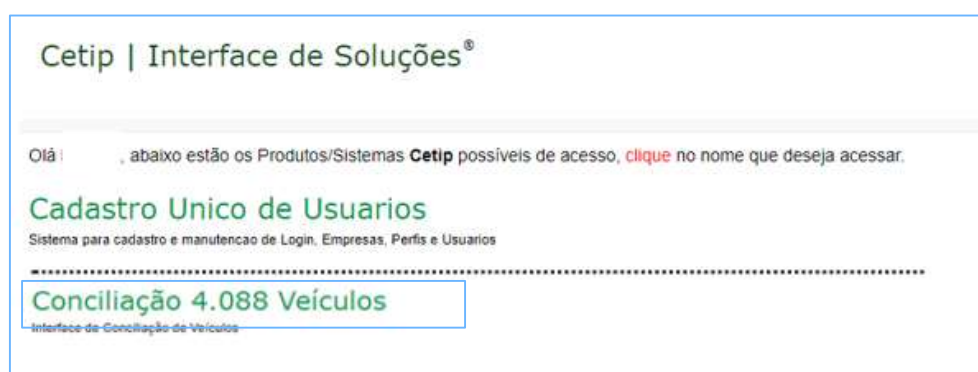 Cetip | Interface de Soluções®
Olá , abaixo estão os Produtos/Sistemas Cetip possíveis de acesso, clique no nome que deseja acessar.
Cadastro Unico de Usuarios
Sistema para cadastro e manutencao de Login, Empresas, Perfis e Usuarios
Conciliação 4.088 Veículos
Interface de Conciliação de Veículos